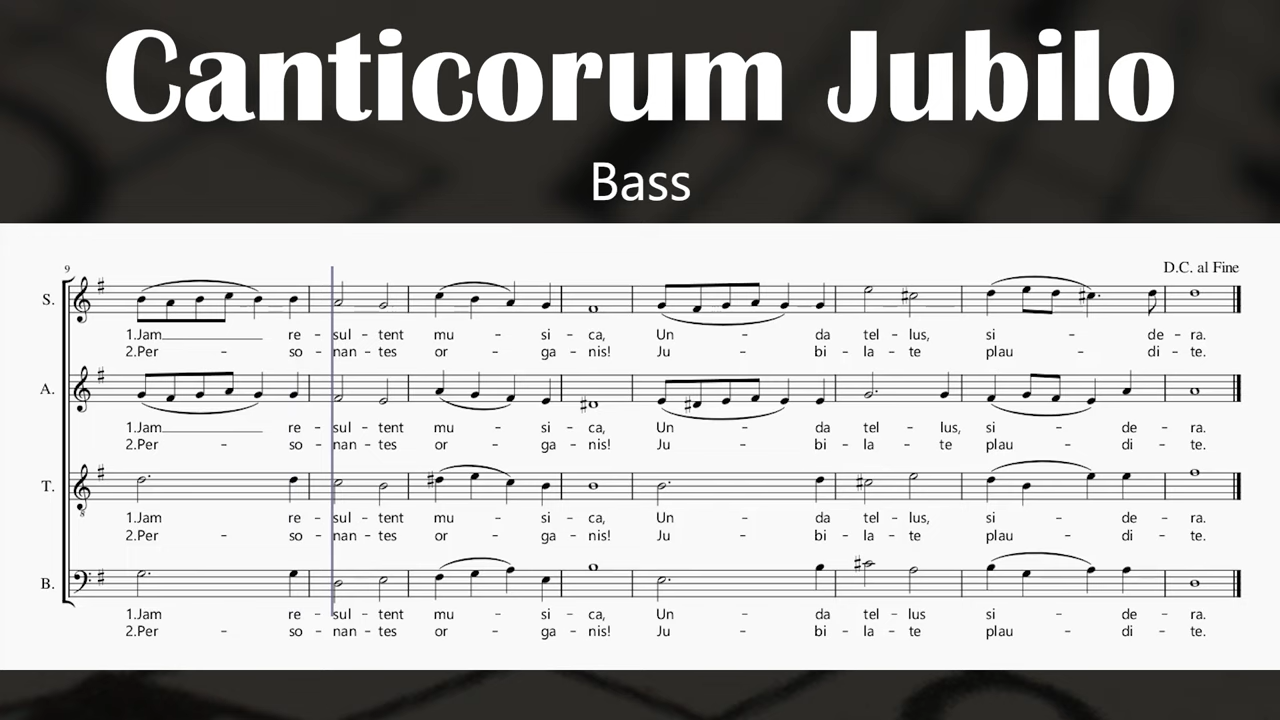 Canticorum Jubilo
Bass
9
D.C. al Fine
S.
1.Jam re - sul - tent mu - si - ca, Un - da tel - lus, si - de - ra.
2.Per - so - nan - tes or - ga - nis! Ju - bi - la - te plau - di - te.
A.
1.Jam re - sul - tent mu - si - ca, Un - da tel - lus, si - de - ra.
2.Per - so - nan - tes or - ga - nis! Ju - bi - la - te plau - di - te.
T.
8
1.Jam re - sul - tent mu - si - ca, Un - da tel - lus, si - de - ra.
2.Per - so - nan - tes or - ga - nis! Ju - bi - la - te plau - di - te.
B.
1.Jam re - sul - tent mu - si - ca, Un - da tel - lus si - de - ra.
2.Per - so - nan - tes or - ga - nis! Ju - bi - la - te plau - di - te.